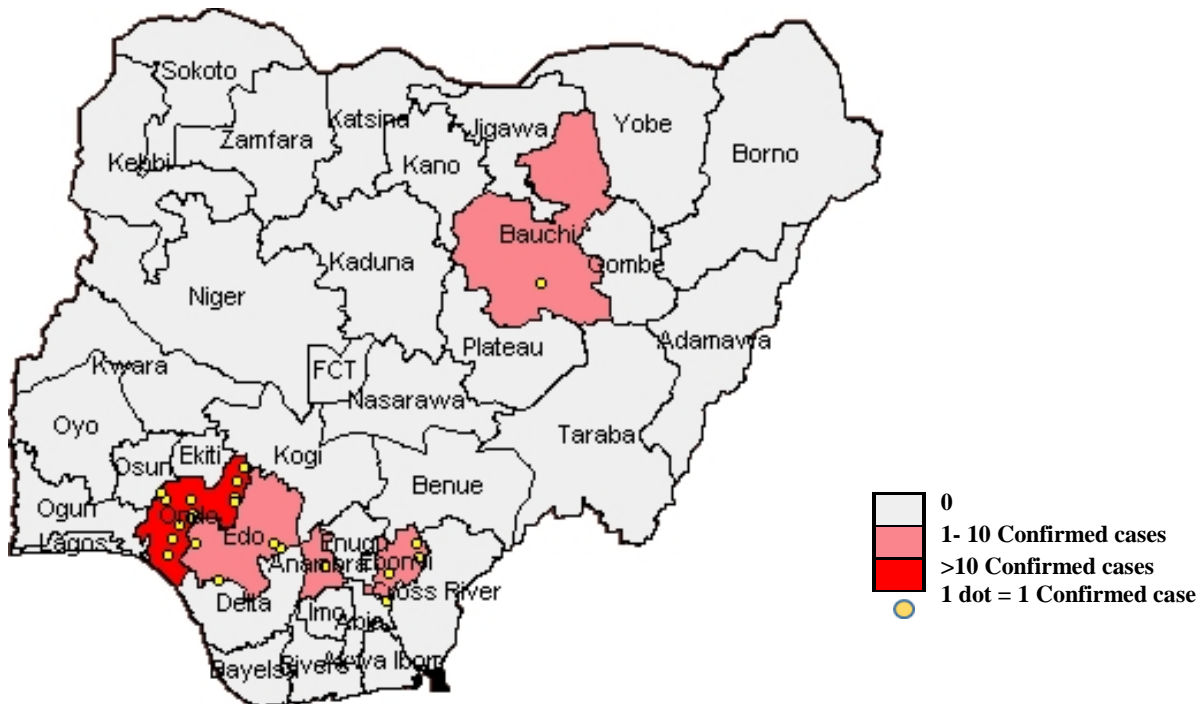 Sokoto
Katsina
Jigawa
Yobe
Zamfara
Borno
Kebbi
Kano
Bauchi
Kaduna
Gombe
Niger
Plateau
Adamawa
Kwara
FCT
Nasarawa
Oyo
Taraba
Ekiti
Kogi
Osun
Benue
Ogun
Ondo
Edo
Lagos
Enugu
Anambra
Ebonyi
Cross River
Delta
Imo
Abia
Bayelsa
Rivers
Akwa Ibom
0
1- 10 Confirmed cases
>10 Confirmed cases
1 dot = 1 Confirmed case